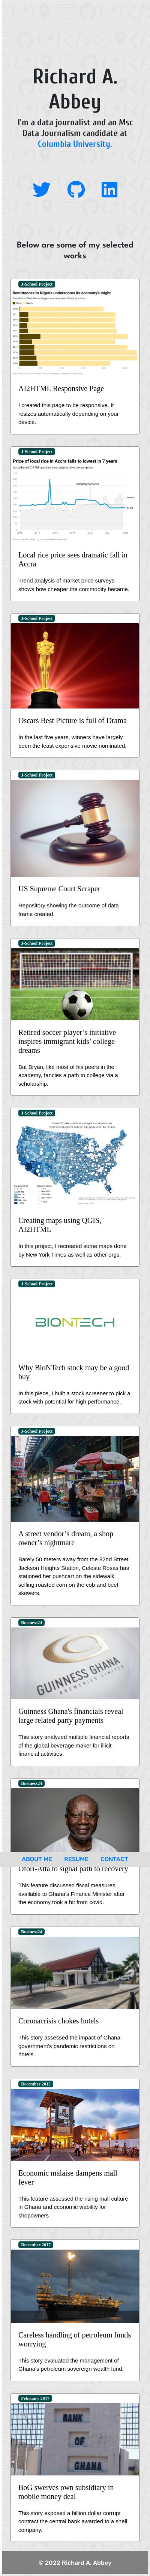 Richard A.
Abbey
I'm a data journalist and an Msc
Data Journalism candidate at
Columbia University.
Below are some of my selected
works
J-School Project
Remittances to Nigeria underscores its economy's might
AI2HTML Responsive Page
I created this page to be responsive. It
resizes automatically depending on your
device.
J-School Project
Price of local rice in Accra falls to lowest in 7 years
Local rice price sees dramatic fall in
Accra
Trend analysis of market price surveys
shows how cheaper the commodity became.
J-School Project
Oscars Best Picture is full of Drama
In the last five years, winners have largely
been the least expensive movie nominated.
J-School Project
US Supreme Court Scraper
Repository showing the outcome of data
frame created.
J-School Project
Retired soccer player's initiative
inspires immigrant kids' college
dreams
But Bryan, like most of his peers in the
academy, fancies a path to college via a
scholarship.
J-School Project
Creating maps using QGIS,
AI2HTML
In this project, I recreated some maps done
by New York Times as well as other orgs.
J-School Project
BIONTECH
Why BioNTech stock may be a good
buy
In this piece, I built a stock screener to pick a
stock with potential for high performance .
J-School Project
A street vendor's dream, a shop
owner's nightmare
Barely 50 meters away from the 82nd Street
Jackson Heights Station, Celeste Rosas has
stationed her pushcart on the sidewalk
selling roasted corn on the cob and beef
skewers.
Business24
GUINNESS GHANA
BREWERIES LIMITED
Guinness Ghana's financials reveal
large related party payments
This story analyzed multiple financial reports
of the global beverage maker for illicit
financial activities.
Business24
ABOUT ME RESUME CONTACT
Ofori-Atta to signal path to recovery
This feature discussed fiscal measures
available to Ghana's Finance Minister after
the economy took a hit from covid.
Business24
Coronacrisis chokes hotels
This story assessed the impact of Ghana
government's pandemic restrictions on
hotels.
December 2015
Economic malaise dampens mall
fever
This feature assessed the rising mall culture
in Ghana and economic viability for
shopowners
December 2017
Careless handling of petroleum funds
worrying
This story evaluated the management of
Ghana's petroleum sovereign wealth fund.
February 2017
BANK
OF
GHANA
BoG swerves own subsidiary in
mobile money deal
This story exposed a billion dollar corrupt
contract the central bank awarded to a shell
company.
© 2022 Richard A. Abbey